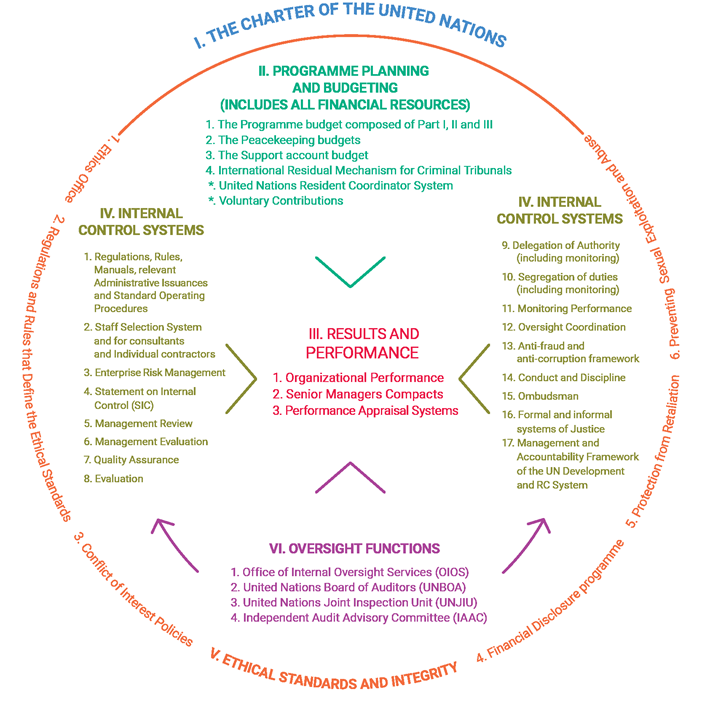 I. THE CHARTER OF THE UNITED NATIONS
II. PROGRAMME PLANNING
AND BUDGETING
(INCLUDES ALL FINANCIAL RESOURCES)
1. The Programme budget composed of Part I, II and III
2. The Peacekeeping budgets
3. The Support account budget
4. International Residual Mechanism for Criminal Tribunals
*. United Nations Resident Coordinator System
*. Voluntary Contributions
IV. INTERNAL
CONTROL SYSTEMS
1. Regulations, Rules,
Manuals, relevant
Administrative Issuances
and Standard Operating
Procedures
2. Staff Selection System
and for consultants
and Individual contractors
3. Enterprise Risk Management
4. Statement on Internal
Control (SIC)
5. Management Review
6. Management Evaluation
7. Quality Assurance
8. Evaluation
III. RESULTS AND
PERFORMANCE
1. Organizational Performance
2. Senior Managers Compacts
3. Performance Appraisal Systems
IV. INTERNAL
CONTROL SYSTEMS
9. Delegation of Authority
(including monitoring)
10. Segregation of duties
(including monitoring)
11. Monitoring Performance
12. Oversight Coordination
13. Anti-fraud and
anti-corruption framework
14. Conduct and Discipline
15. Ombudsman
16. Formal and informal
systems of Justice
17. Management and
Accountability Framework
of the UN Development
and RC System
VI. OVERSIGHT FUNCTIONS
1. Office of Internal Oversight Services (OIOS)
2. United Nations Board of Auditors (UNBOA)
3. United Nations Joint Inspection Unit (UNJIU)
4. Independent Audit Advisory Committee (IAAC)
V. ETHICAL STANDARDS AND INTEGRITY
1. Ethics Office
2. Regulations and Rules that Define the Ethical Standards
3. Conflict of Interest Policies
4. Financial Disclosure programme
5. Protection from Retaliation
6. Preventing Sexual Exploitation and Abuse